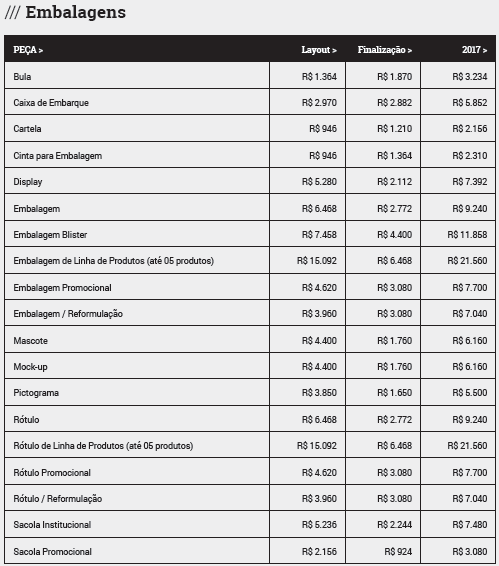 /// Embalagens
PEÇA > Layout > Finalização > 2017 >
Bula R$ 1.364 R$ 1.870 R$ 3.234
Caixa de Embarque R$ 2.970 R$ 2.882 R$ 5.852
Cartela R$ 946 R$ 1.210 R$ 2.156
Cinta para Embalagem R$ 946 R$ 1.364 R$ 2.310
Display R$ 5.280 R$ 2.112 R$ 7.392
Embalagem R$ 6.468 R$ 2.772 R$ 9.240
Embalagem Blister R$ 7.458 R$ 4.400 R$ 11.858
Embalagem de Linha de Produtos (até 05 produtos) R$ 15.092 R$ 6.468 R$ 21.560
Embalagem Promocional R$ 4.620 R$ 3.080 R$ 7.700
Embalagem / Reformulação R$ 3.960 R$ 3.080 R$ 7.040
Mascote R$ 4.400 R$ 1.760 R$ 6.160
Mock-up R$ 4.400 R$ 1.760 R$ 6.160
Pictograma R$ 3.850 R$ 1.650 R$ 5.500
Rótulo R$ 6.468 R$ 2.772 R$ 9.240
Rótulo de Linha de Produtos (até 05 produtos) R$ 15.092 R$ 6.468 R$ 21.560
Rótulo Promocional R$ 4.620 R$ 3.080 R$ 7.700
Rótulo / Reformulação R$ 3.960 R$ 3.080 R$ 7.040
Sacola Institucional R$ 5.236 R$ 2.244 R$ 7.480
Sacola Promocional R$ 2.156 R$ 924 R$ 3.080